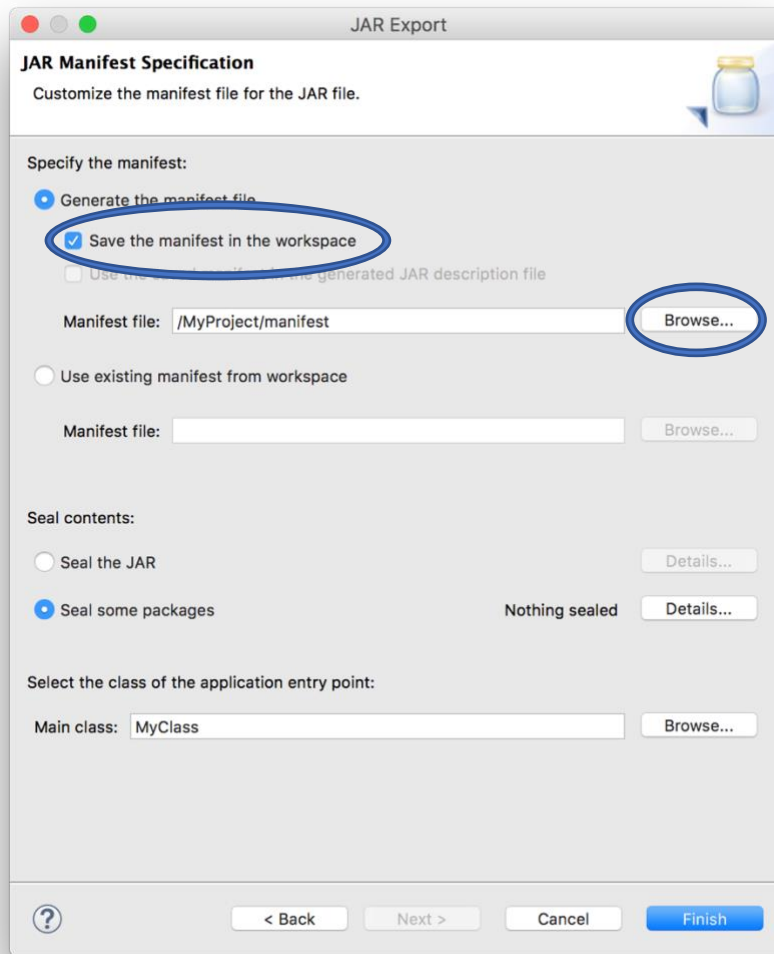 JAR Export
JAR Manifest Specification
Customize the manifest file for the JAR file.
Specify the manifest:
Generate the manifest file
Save the manifest in the workspace
Use the manifest in the generated JAR description file
Manifest file: /MyProject/manifest Browse...
Use existing manifest from workspace
Manifest file: Browse...
Seal contents:
Seal the JAR Details...
Seal some packages Nothing sealed Details...
Select the class of the application entry point:
Main class: MyClass Browse...
? < Back Next > Cancel Finish